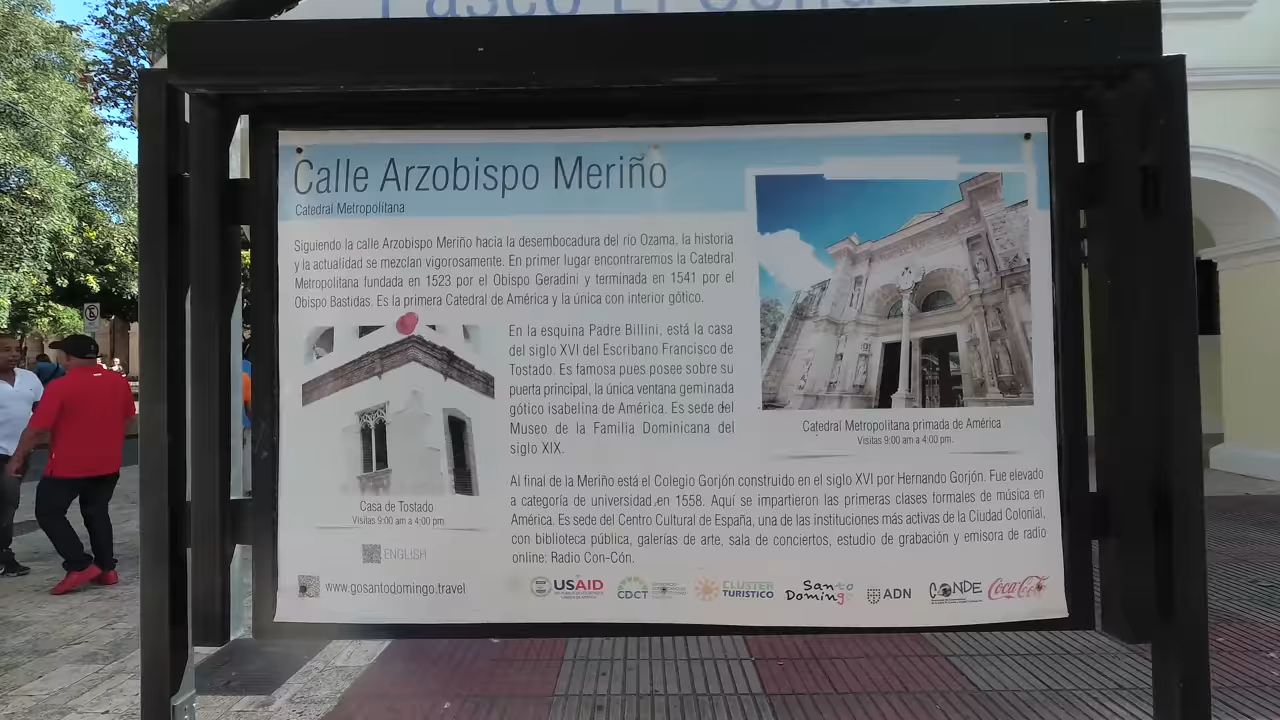 Paseo El Conde
Calle Arzobispo Meriño
Catedral Metropolitana
Siguiendo la calle Arzobispo Meriño hacia la desembocadura del río Ozama, la historia
y la actualidad se mezclan vigorosamente. En primer lugar encontraremos la Catedral
Metropolitana fundada en 1523 por el Obispo Geradini y terminada en 1541 por el
Obispo Bastidas. Es la primera Catedral de América y la única con interior gótico.
En la esquina Padre Billini, está la casa
del siglo XVI del Escribano Francisco de
Tostado. Es famosa pues posee sobre su
puerta principal, la única ventana geminada
gótico isabelina de América. Es sede del
Museo de la Familia Dominicana del
siglo XIX.
Catedral Metropolitana primada de América
Visitas 9:00 am a 4:00 pm.
Casa de Tostado
Visitas 9:00 am a 4:00 pm.
Al final de la Meriño está el Colegio Gorjón construido en el siglo XVI por Hernando Gorjón. Fue elevado
a categoría de universidad en 1558. Aquí se impartieron las primeras clases formales de música en
América. Es sede del Centro Cultural de España, una de las instituciones más activas de la Ciudad Colonial,
con biblioteca pública, galerías de arte, sala de conciertos, estudio de grabación y emisora de radio
online: Radio Con-Cón.
ENGLISH
www.gosantodomingo.travel
USAID
CDCT
CLUSTER
TURISTICO
Santo
Domingo
ADN
CONDE
Coca-Cola